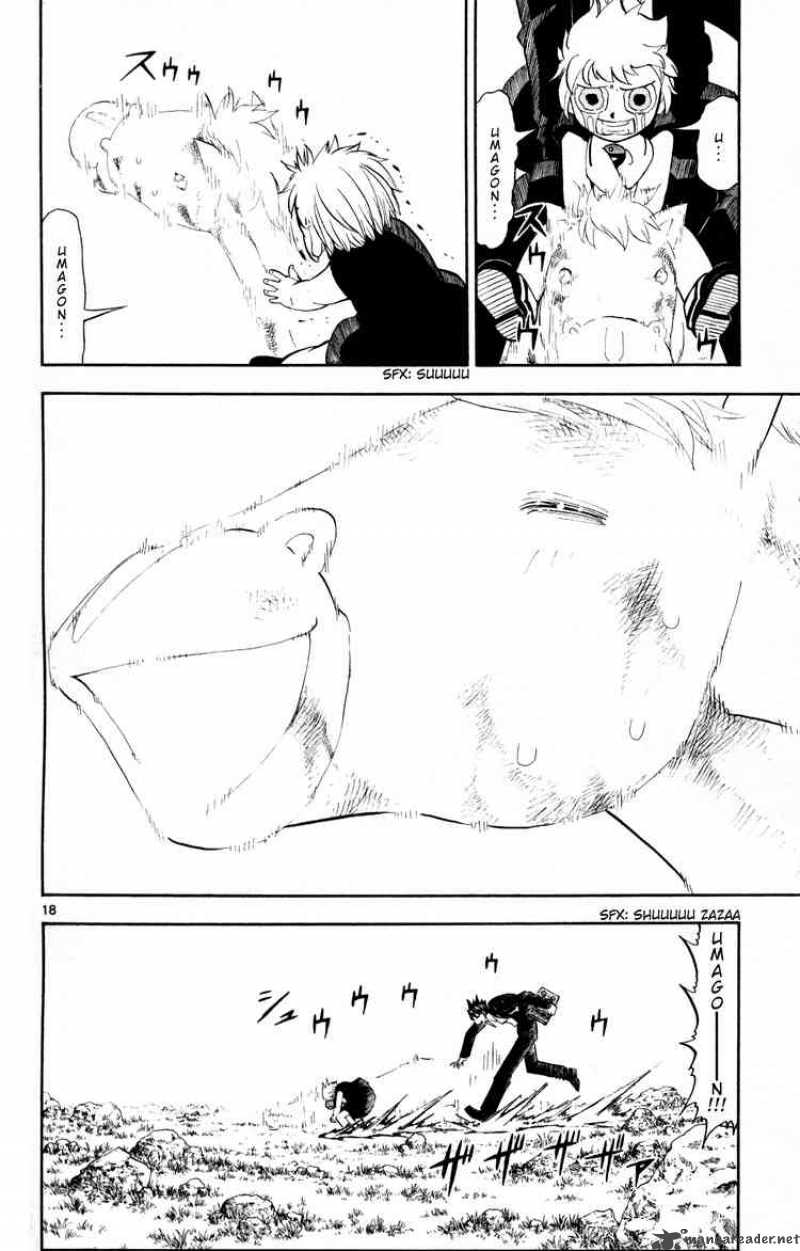 U...
UMAGON...
スゥゥ
UMAGON...
スゥゥ ゥ ゥ
SFX: SUUUUU
18
SFX: SHUUUUU ZAZAA
UMAGO—N!!!
シュ ゥ ゥ ゥ ゥ ゥ
ザザザザァ
mangareader.net